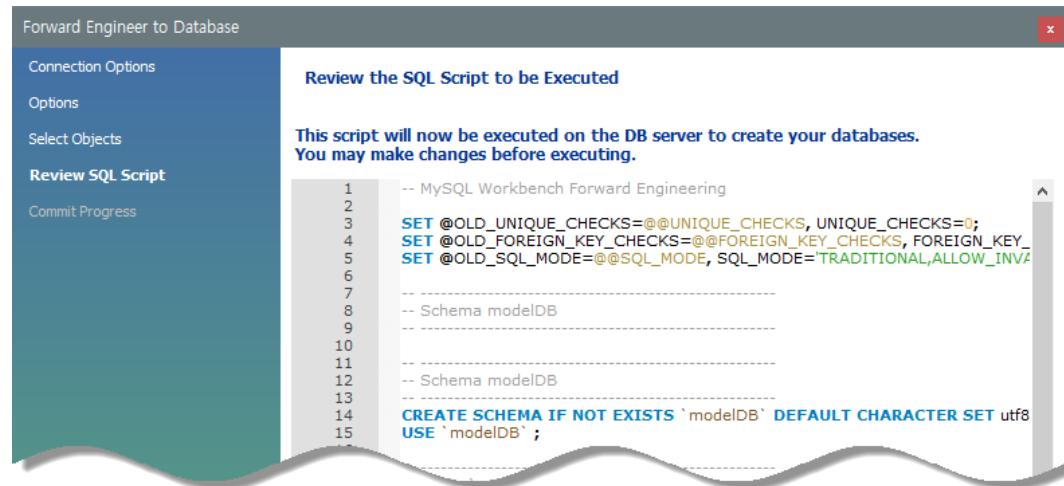 Forward Engineer to Database
x
Connection Options
Options
Select Objects
Review SQL Script
Commit Progress
Review the SQL Script to be Executed
This script will now be executed on the DB server to create your databases.
You may make changes before executing.
1 -- MySQL Workbench Forward Engineering
2
3 SET @OLD_UNIQUE_CHECKS=@@UNIQUE_CHECKS, UNIQUE_CHECKS=0;
4 SET @OLD_FOREIGN_KEY_CHECKS=@@FOREIGN_KEY_CHECKS, FOREIGN_KEY_
5 SET @OLD_SQL_MODE=@@SQL_MODE, SQL_MODE='TRADITIONAL,ALLOW_INVA
6
7 -- -----------------------------------------------------
8 -- Schema modelDB
9 -- -----------------------------------------------------
10
11 -- -----------------------------------------------------
12 -- Schema modelDB
13 -- -----------------------------------------------------
14 CREATE SCHEMA IF NOT EXISTS `modelDB` DEFAULT CHARACTER SET utf8
15 USE `modelDB` ;